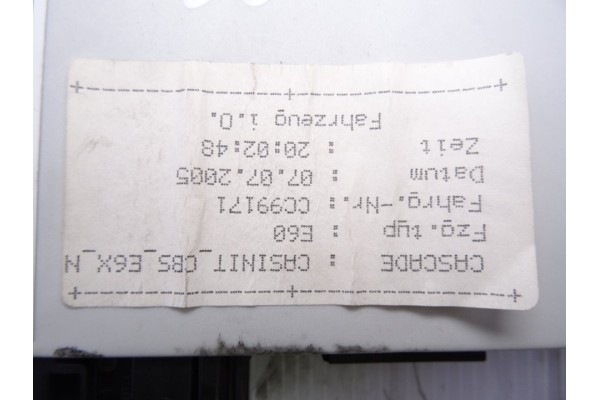 +-----------------+-----------------+
CASCADE : CASINIT_CBS_E6X_N
Fzg.typ : E60
Fahrg.-Nr.: CC99171
Datum : 07.07.2005
Zeit : 20:02:48
Fahrzeug i.O.
+-----------------+-----------------+